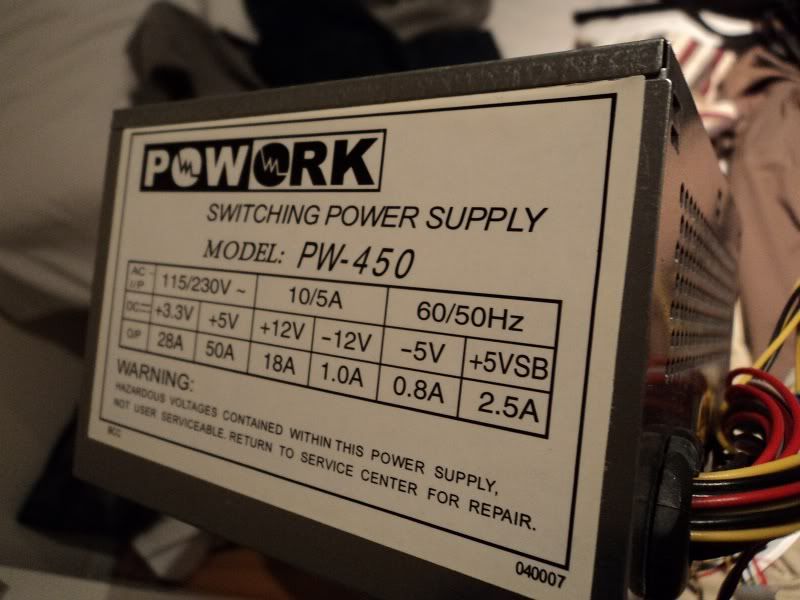 POWORK
SWITCHING POWER SUPPLY
MODEL: PW-450
AC~ I/P 115/230V ~ 10/5A 60/50Hz
DC⎓ +3.3V +5V +12V −12V −5V +5VSB
O/P 28A 50A 18A 1.0A 0.8A 2.5A
WARNING:
HAZARDOUS VOLTAGES CONTAINED WITHIN THIS POWER SUPPLY,
NOT USER SERVICEABLE. RETURN TO SERVICE CENTER FOR REPAIR.
040007